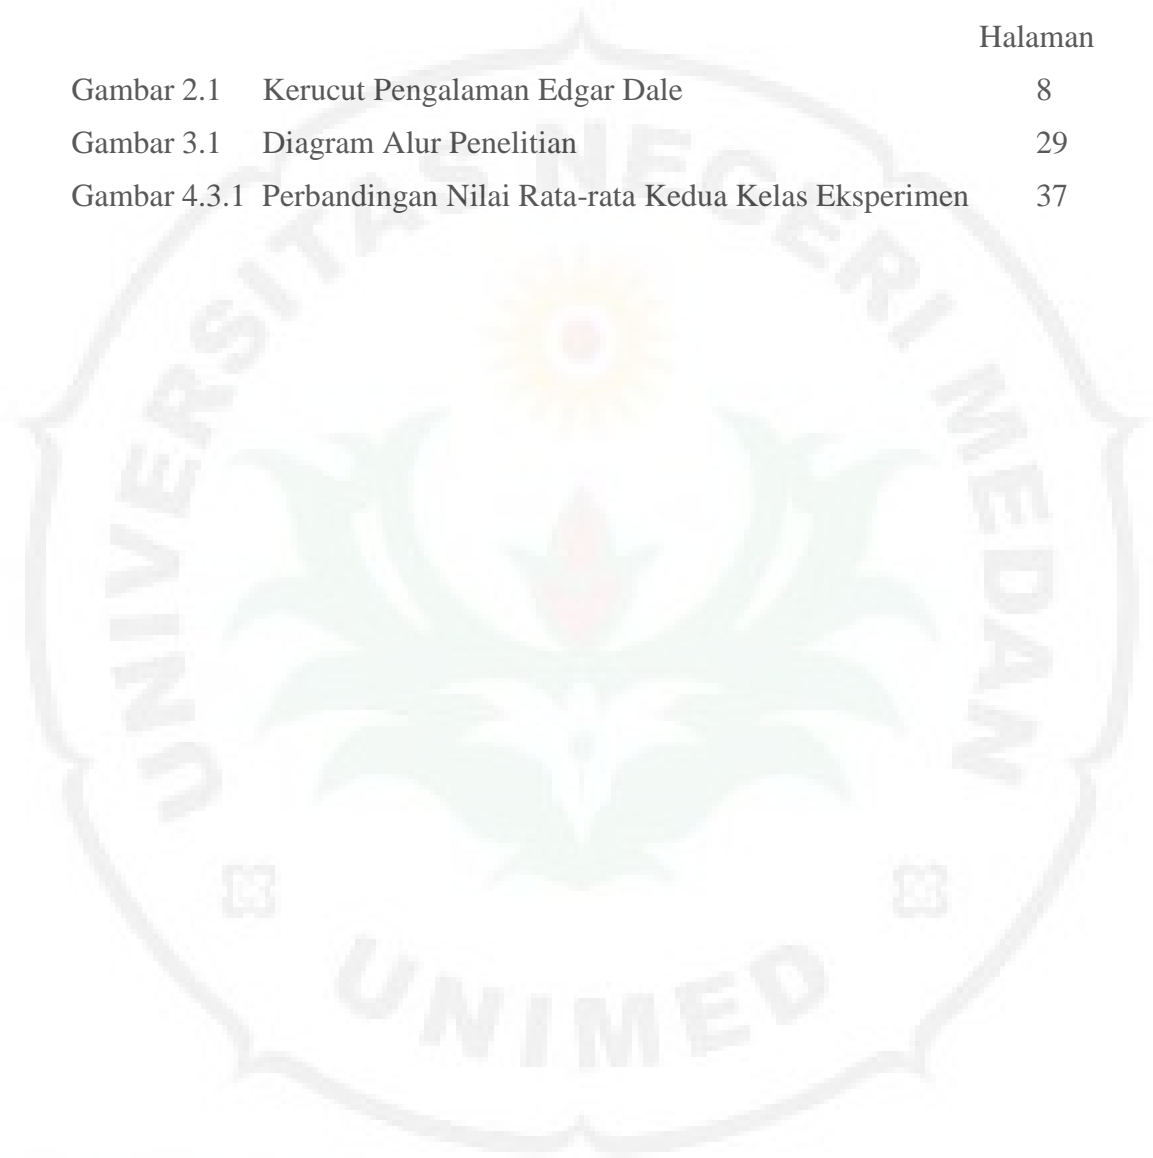 Halaman
Gambar 2.1 Kerucut Pengalaman Edgar Dale 8
Gambar 3.1 Diagram Alur Penelitian 29
Gambar 4.3.1 Perbandingan Nilai Rata-rata Kedua Kelas Eksperimen 37
UNIVERSITAS NEGERI MEDAN
UNIMED